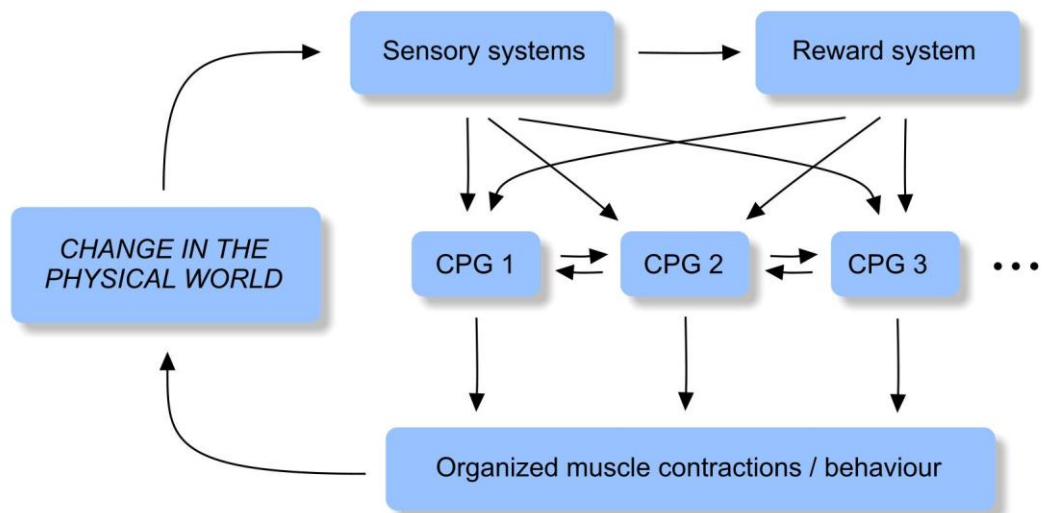 Sensory systems
Reward system
CHANGE IN THE
PHYSICAL WORLD
CPG 1
CPG 2
CPG 3
...
Organized muscle contractions / behaviour